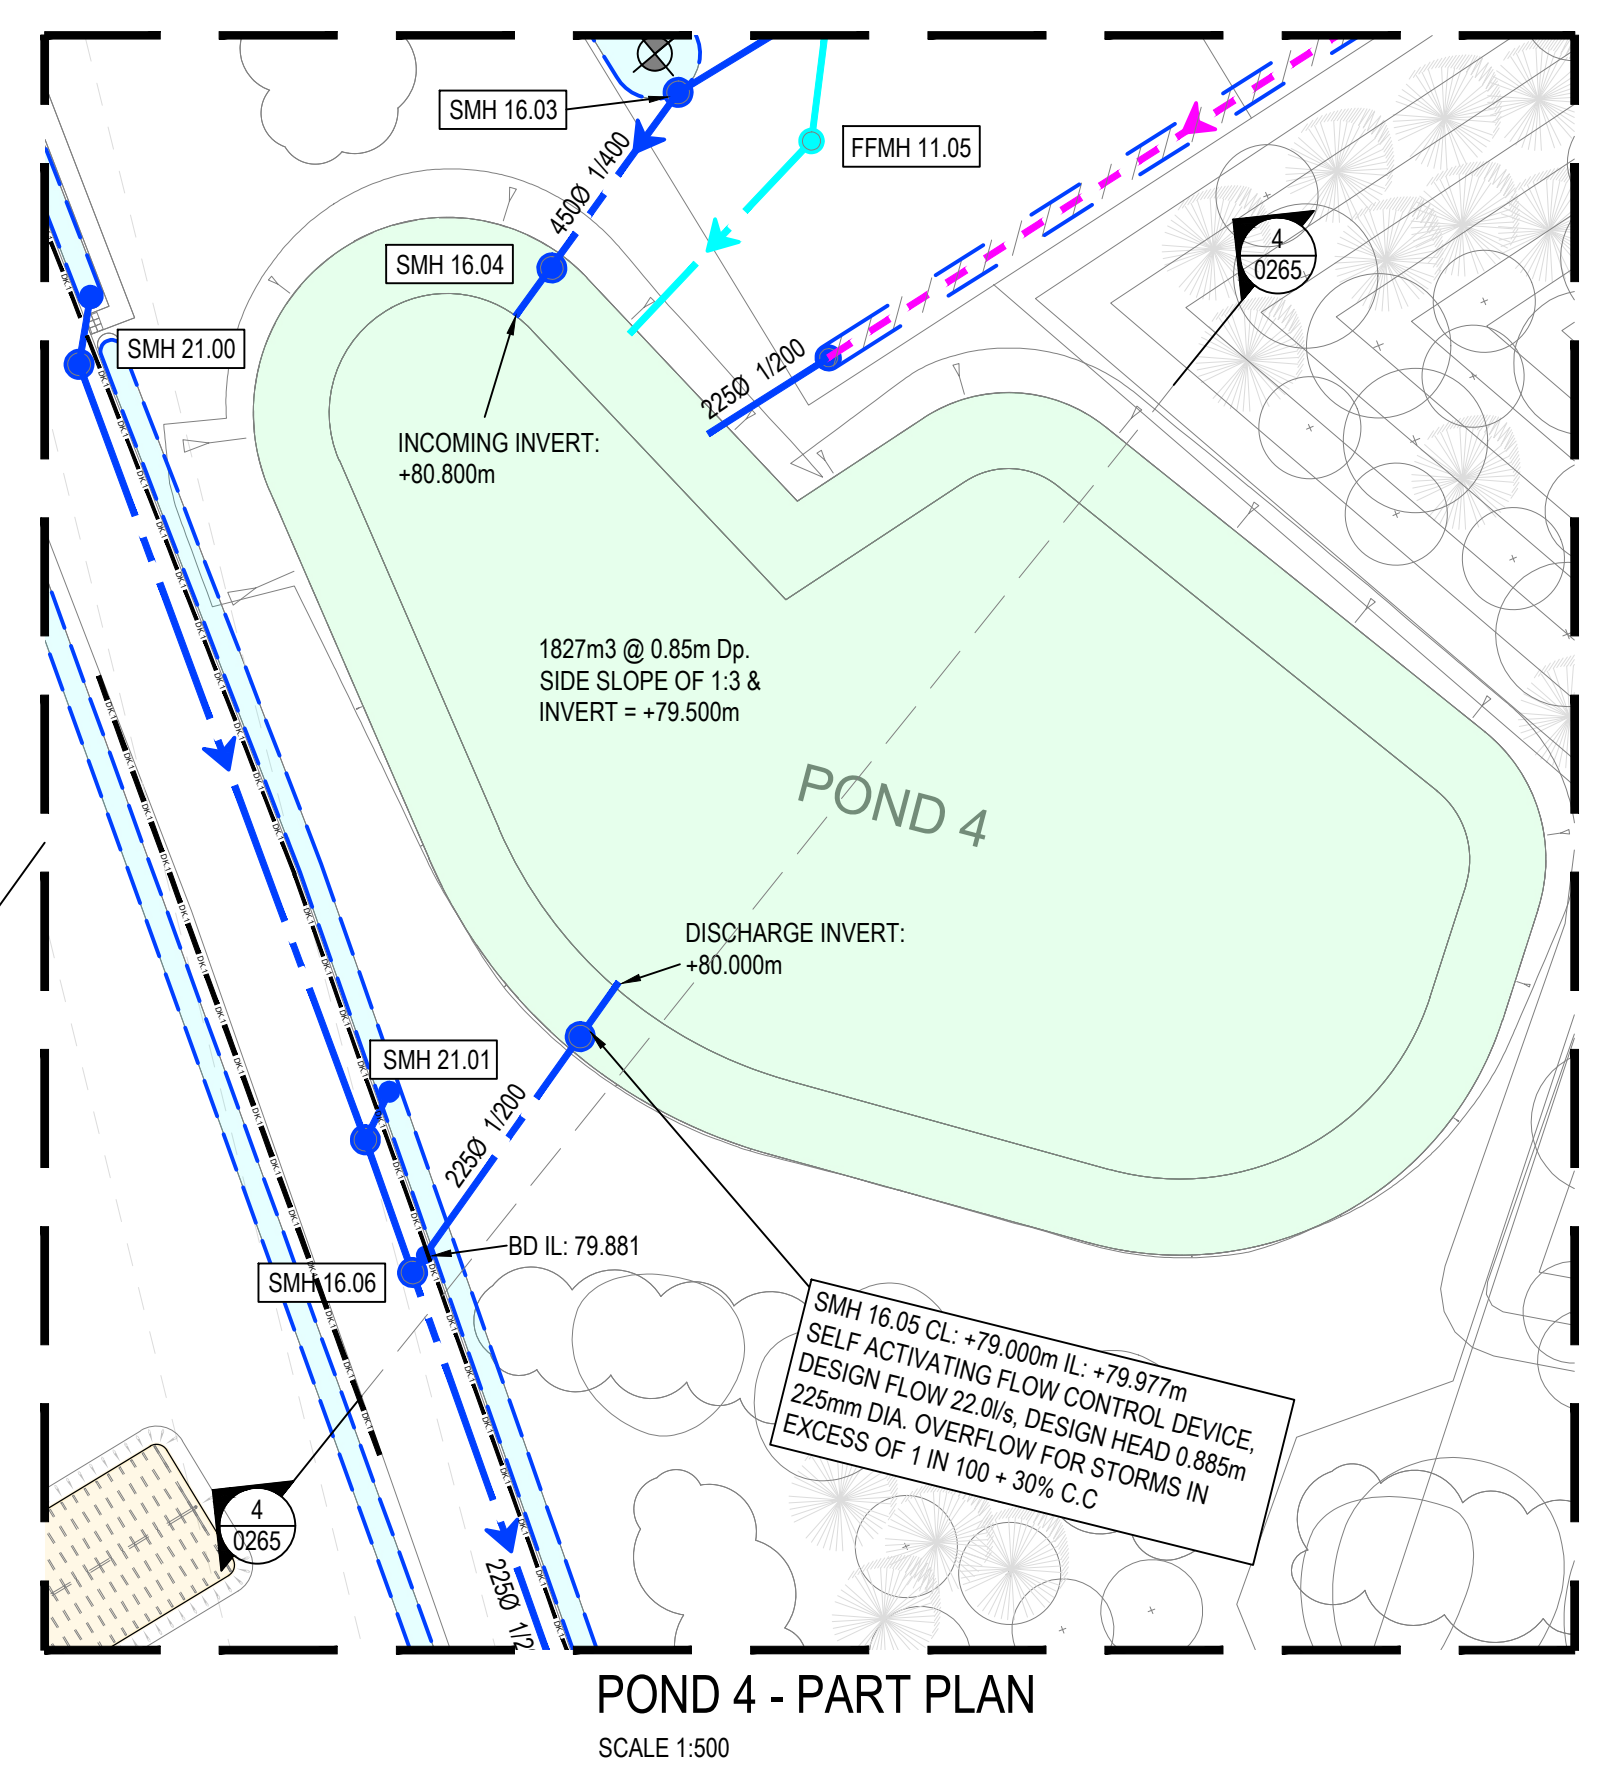 SMH 16.03
FFMH 11.05
450Ø 1/400
SMH 16.04
4
0265
SMH 21.00
225Ø 1/200
INCOMING INVERT:
+80.800m
1827m3 @ 0.85m Dp.
SIDE SLOPE OF 1:3 &
INVERT = +79.500m
POND 4
DISCHARGE INVERT:
+80.000m
SMH 21.01
225Ø 1/200
BD IL: 79.881
SMH 16.06
SMH 16.05 CL: +79.000m IL: +79.977m
SELF ACTIVATING FLOW CONTROL DEVICE,
DESIGN FLOW 22.0l/s, DESIGN HEAD 0.885m
225mm DIA. OVERFLOW FOR STORMS IN
EXCESS OF 1 IN 100 + 30% C.C
4
0265
225Ø 1/2
POND 4 - PART PLAN
SCALE 1:500